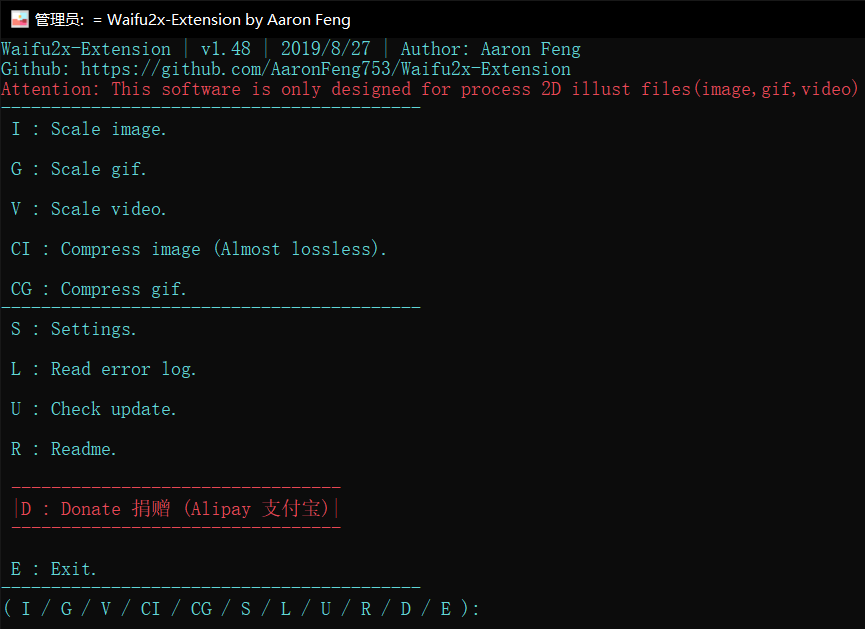 管理员: = Waifu2x-Extension by Aaron Feng
Waifu2x-Extension | v1.48 | 2019/8/27 | Author: Aaron Feng
Github: https://github.com/AaronFeng753/Waifu2x-Extension
Attention: This software is only designed for process 2D illust files(image,gif,video)
------------------------------------------
I : Scale image.
G : Scale gif.
V : Scale video.
CI : Compress image (Almost lossless).
CG : Compress gif.
------------------------------------------
S : Settings.
L : Read error log.
U : Check update.
R : Readme.
---------------------------------
|D : Donate 捐赠 (Alipay 支付宝)|
---------------------------------
E : Exit.
------------------------------------------
( I / G / V / CI / CG / S / L / U / R / D / E ):